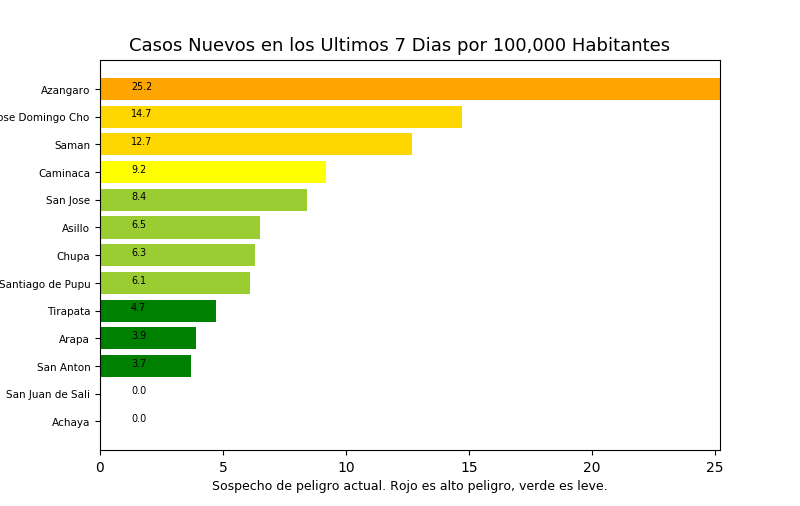 Casos Nuevos en los Ultimos 7 Dias por 100,000 Habitantes
Azangaro 25.2
ose Domingo Cho 14.7
Saman 12.7
Caminaca 9.2
San Jose 8.4
Asillo 6.5
Chupa 6.3
Santiago de Pupu 6.1
Tirapata 4.7
Arapa 3.9
San Anton 3.7
San Juan de Sali 0.0
Achaya 0.0
0 5 10 15 20 25
Sospecho de peligro actual. Rojo es alto peligro, verde es leve.